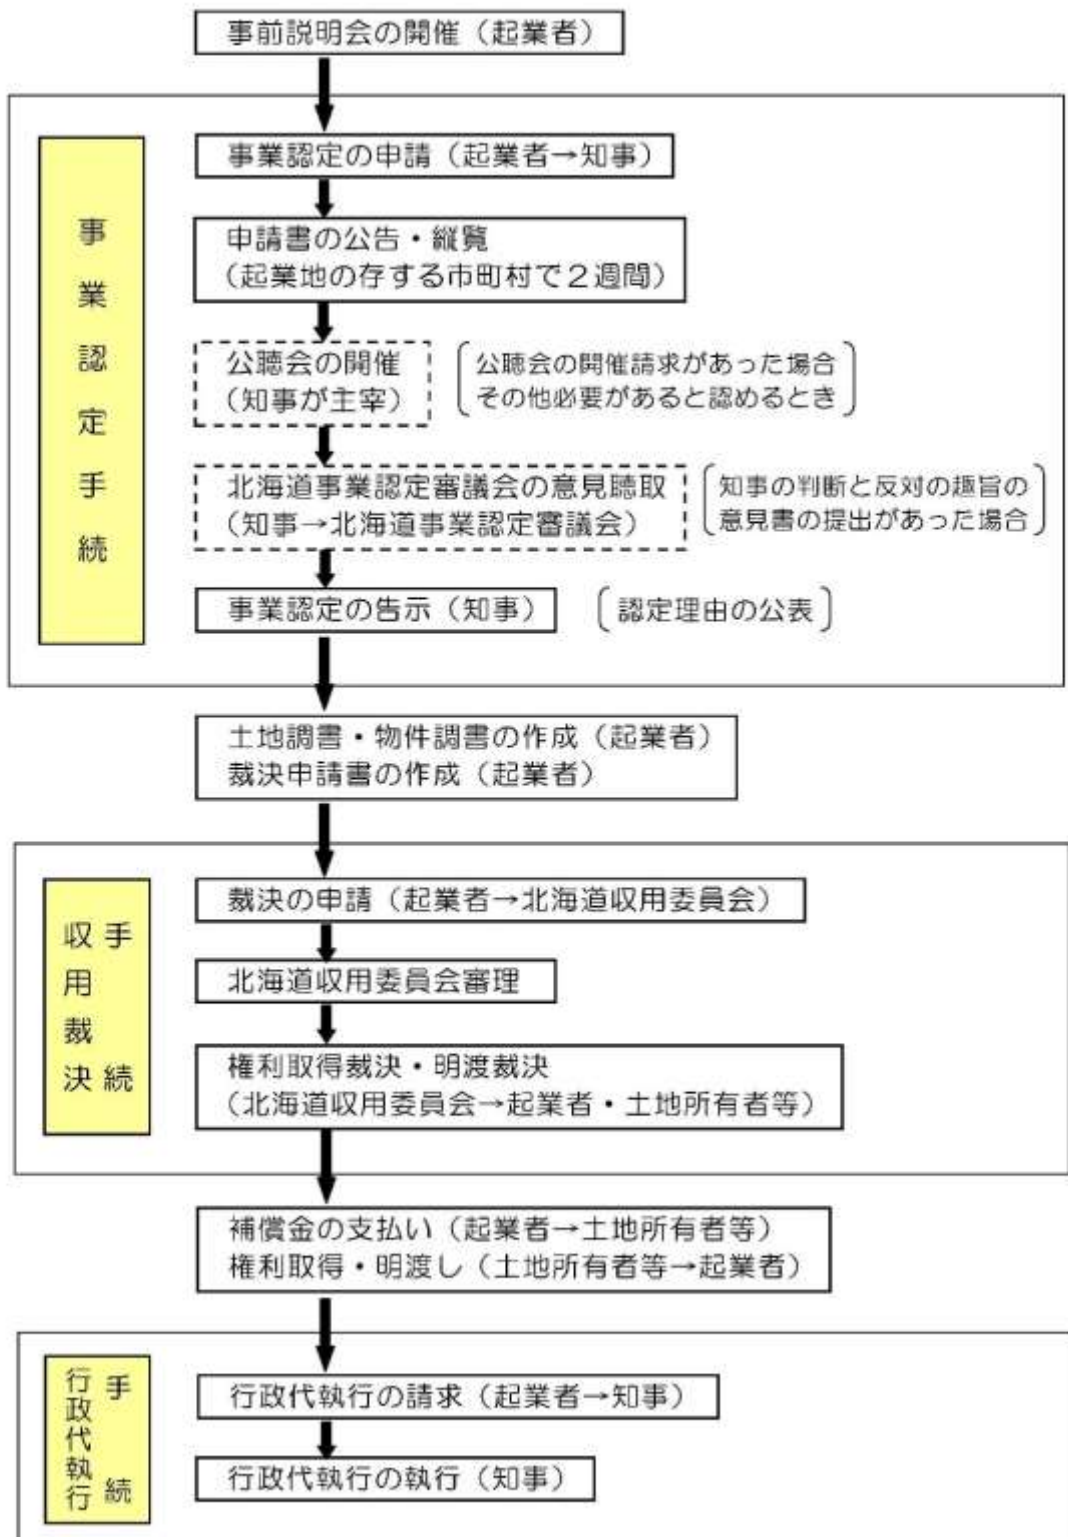 事前説明会の開催（起業者）
事業認定手続
事業認定の申請（起業者→知事）
申請書の公告・縦覧
（起業地の存する市町村で２週間）
公聴会の開催
（知事が主宰）
公聴会の開催請求があった場合
その他必要があると認めるとき
北海道事業認定審議会の意見聴取
（知事→北海道事業認定審議会）
知事の判断と反対の趣旨の
意見書の提出があった場合
事業認定の告示（知事）
認定理由の公表
土地調書・物件調書の作成（起業者）
裁決申請書の作成（起業者）
収用裁決
手続
裁決の申請（起業者→北海道収用委員会）
北海道収用委員会審理
権利取得裁決・明渡裁決
（北海道収用委員会→起業者・土地所有者等）
補償金の支払い（起業者→土地所有者等）
権利取得・明渡し（土地所有者等→起業者）
行政代執行
手続
行政代執行の請求（起業者→知事）
行政代執行の執行（知事）